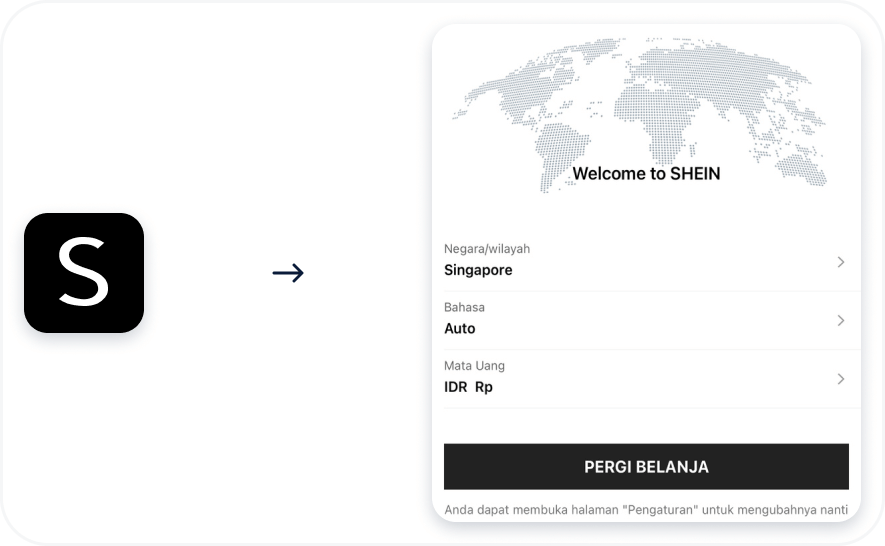 S
Welcome to SHEIN
Negara/wilayah
Singapore
Bahasa
Auto
Mata Uang
IDR Rp
PERGI BELANJA
Anda dapat membuka halaman "Pengaturan" untuk mengubahnya nanti